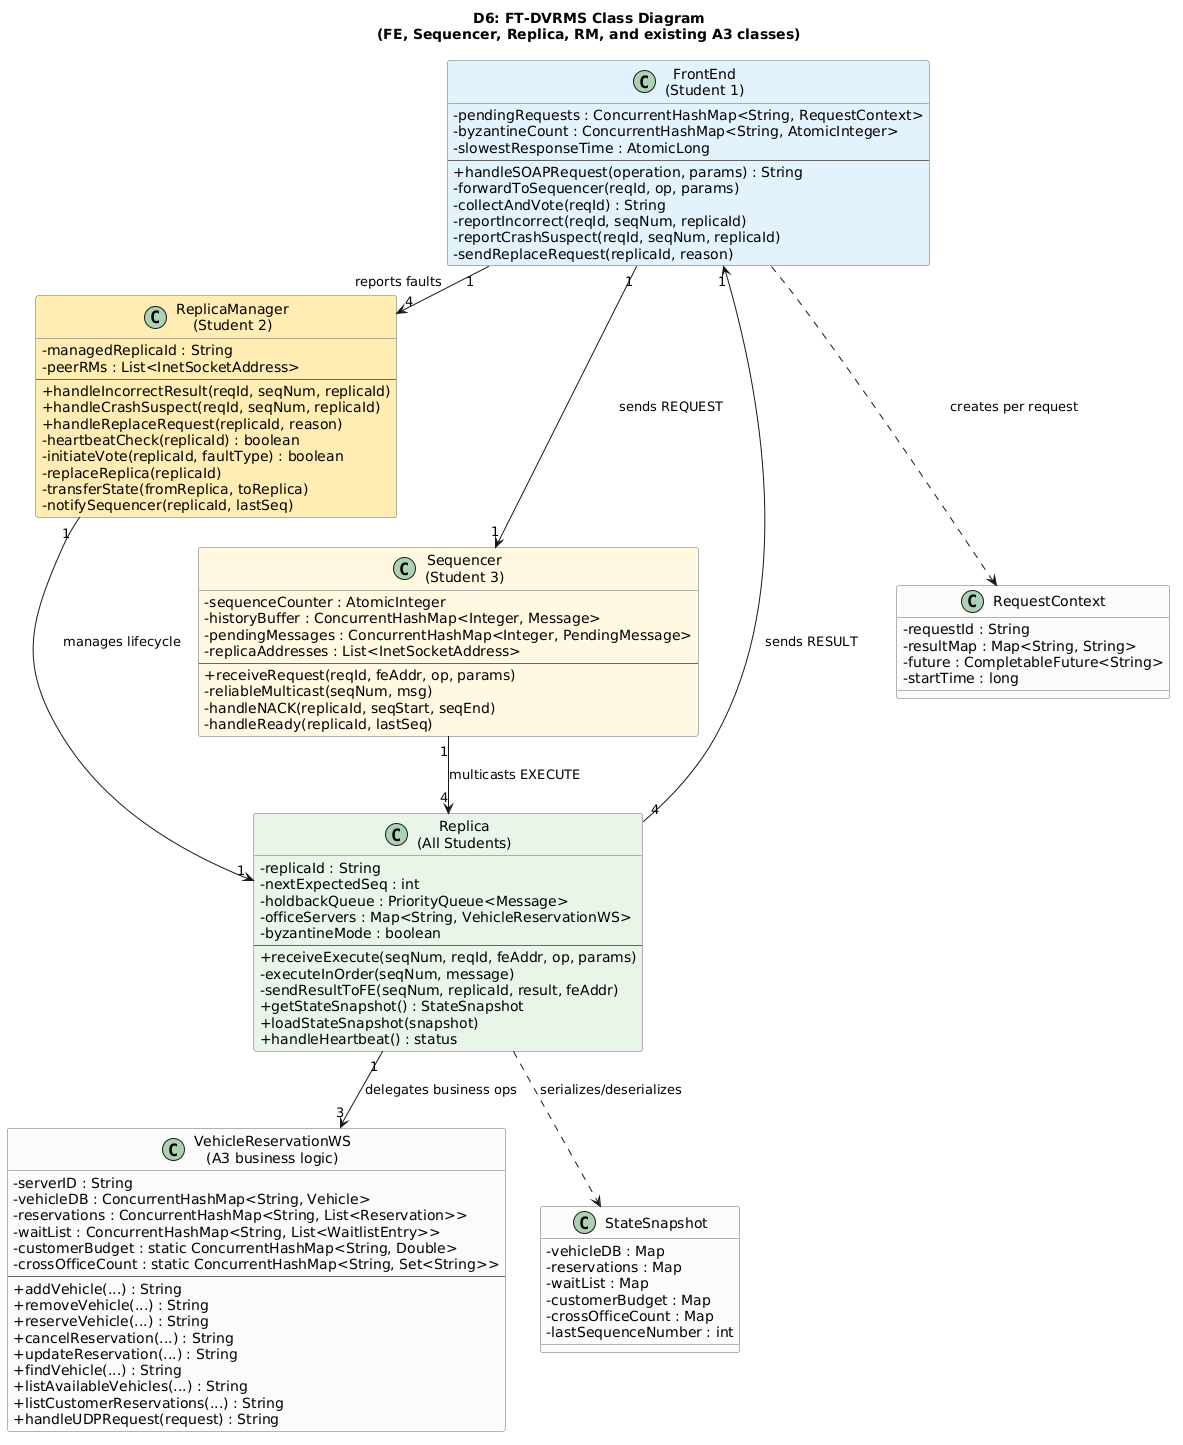 D6: FT-DVRMS Class Diagram
(FE, Sequencer, Replica, RM, and existing A3 classes)
C
FrontEnd
(Student 1)
-pendingRequests : ConcurrentHashMap<String, RequestContext>
-byzantineCount : ConcurrentHashMap<String, AtomicInteger>
-slowestResponseTime : AtomicLong
+handleSOAPRequest(operation, params) : String
-forwardToSequencer(reqId, op, params)
-collectAndVote(reqId) : String
-reportIncorrect(reqId, seqNum, replicaId)
-reportCrashSuspect(reqId, seqNum, replicaId)
-sendReplaceRequest(replicaId, reason)
reports faults
1
1
1
4
C
ReplicaManager
(Student 2)
-managedReplicaId : String
-peerRMs : List<InetSocketAddress>
+handleIncorrectResult(reqId, seqNum, replicaId)
+handleCrashSuspect(reqId, seqNum, replicaId)
+handleReplaceRequest(replicaId, reason)
-heartbeatCheck(replicaId) : boolean
-initiateVote(replicaId, faultType) : boolean
-replaceReplica(replicaId)
-transferState(fromReplica, toReplica)
-notifySequencer(replicaId, lastSeq)
sends REQUEST
creates per request
1
1
C
Sequencer
(Student 3)
-sequenceCounter : AtomicInteger
-historyBuffer : ConcurrentHashMap<Integer, Message>
-pendingMessages : ConcurrentHashMap<Integer, PendingMessage>
-replicaAddresses : List<InetSocketAddress>
+receiveRequest(reqId, feAddr, op, params)
-reliableMulticast(seqNum, msg)
-handleNACK(replicaId, seqStart, seqEnd)
-handleReady(replicaId, lastSeq)
C
RequestContext
-requestId : String
-resultMap : Map<String, String>
-future : CompletableFuture<String>
-startTime : long
manages lifecycle
sends RESULT
1
multicasts EXECUTE
4
4
1
C
Replica
(All Students)
-replicaId : String
-nextExpectedSeq : int
-holdbackQueue : PriorityQueue<Message>
-officeServers : Map<String, VehicleReservationWS>
-byzantineMode : boolean
+receiveExecute(seqNum, reqId, feAddr, op, params)
-executeInOrder(seqNum, message)
-sendResultToFE(seqNum, replicaId, result, feAddr)
+getStateSnapshot() : StateSnapshot
+loadStateSnapshot(snapshot)
+handleHeartbeat() : status
1
delegates business ops
serializes/deserializes
3
C
VehicleReservationWS
(A3 business logic)
-serverID : String
-vehicleDB : ConcurrentHashMap<String, Vehicle>
-reservations : ConcurrentHashMap<String, List<Reservation>>
-waitList : ConcurrentHashMap<String, List<WaitlistEntry>>
-customerBudget : static ConcurrentHashMap<String, Double>
-crossOfficeCount : static ConcurrentHashMap<String, Set<String>>
+addVehicle(...) : String
+removeVehicle(...) : String
+reserveVehicle(...) : String
+cancelReservation(...) : String
+updateReservation(...) : String
+findVehicle(...) : String
+listAvailableVehicles(...) : String
+listCustomerReservations(...) : String
+handleUDPRequest(request) : String
C
StateSnapshot
-vehicleDB : Map
-reservations : Map
-waitList : Map
-customerBudget : Map
-crossOfficeCount : Map
-lastSequenceNumber : int